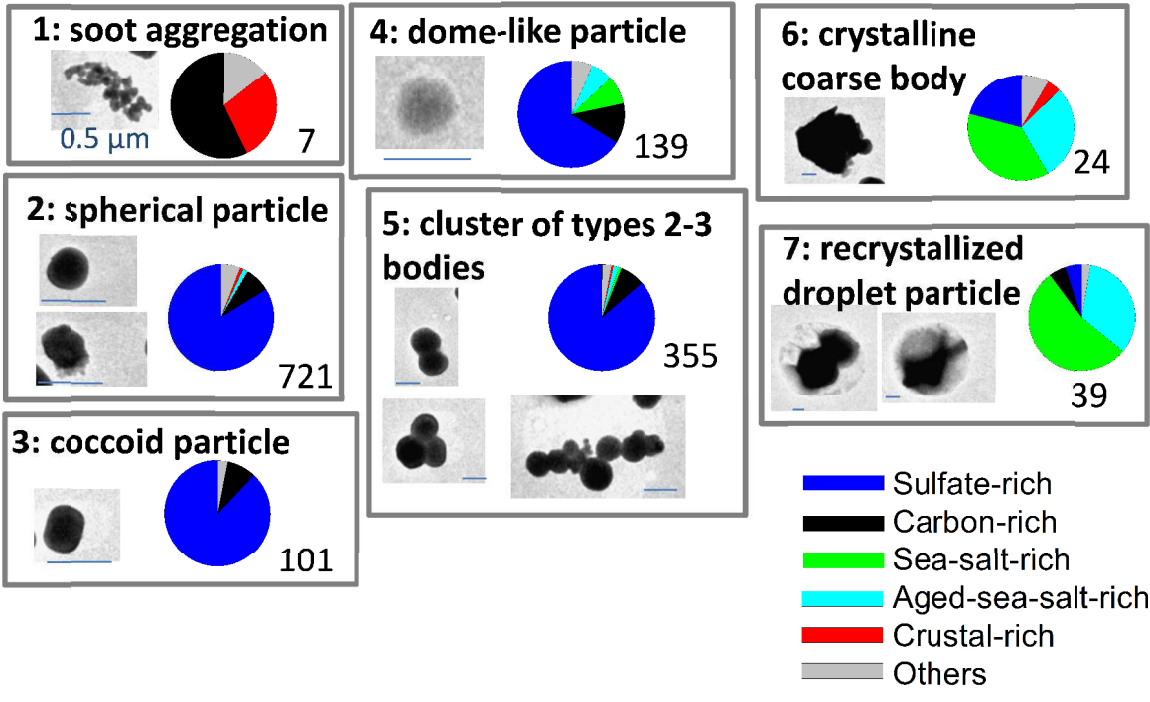 1: soot aggregation
0.5 μm
7
2: spherical particle
721
3: coccoid particle
101
4: dome-like particle
139
5: cluster of types 2-3
bodies
355
6: crystalline
coarse body
24
7: recrystallized
droplet particle
39
Sulfate-rich
Carbon-rich
Sea-salt-rich
Aged-sea-salt-rich
Crustal-rich
Others